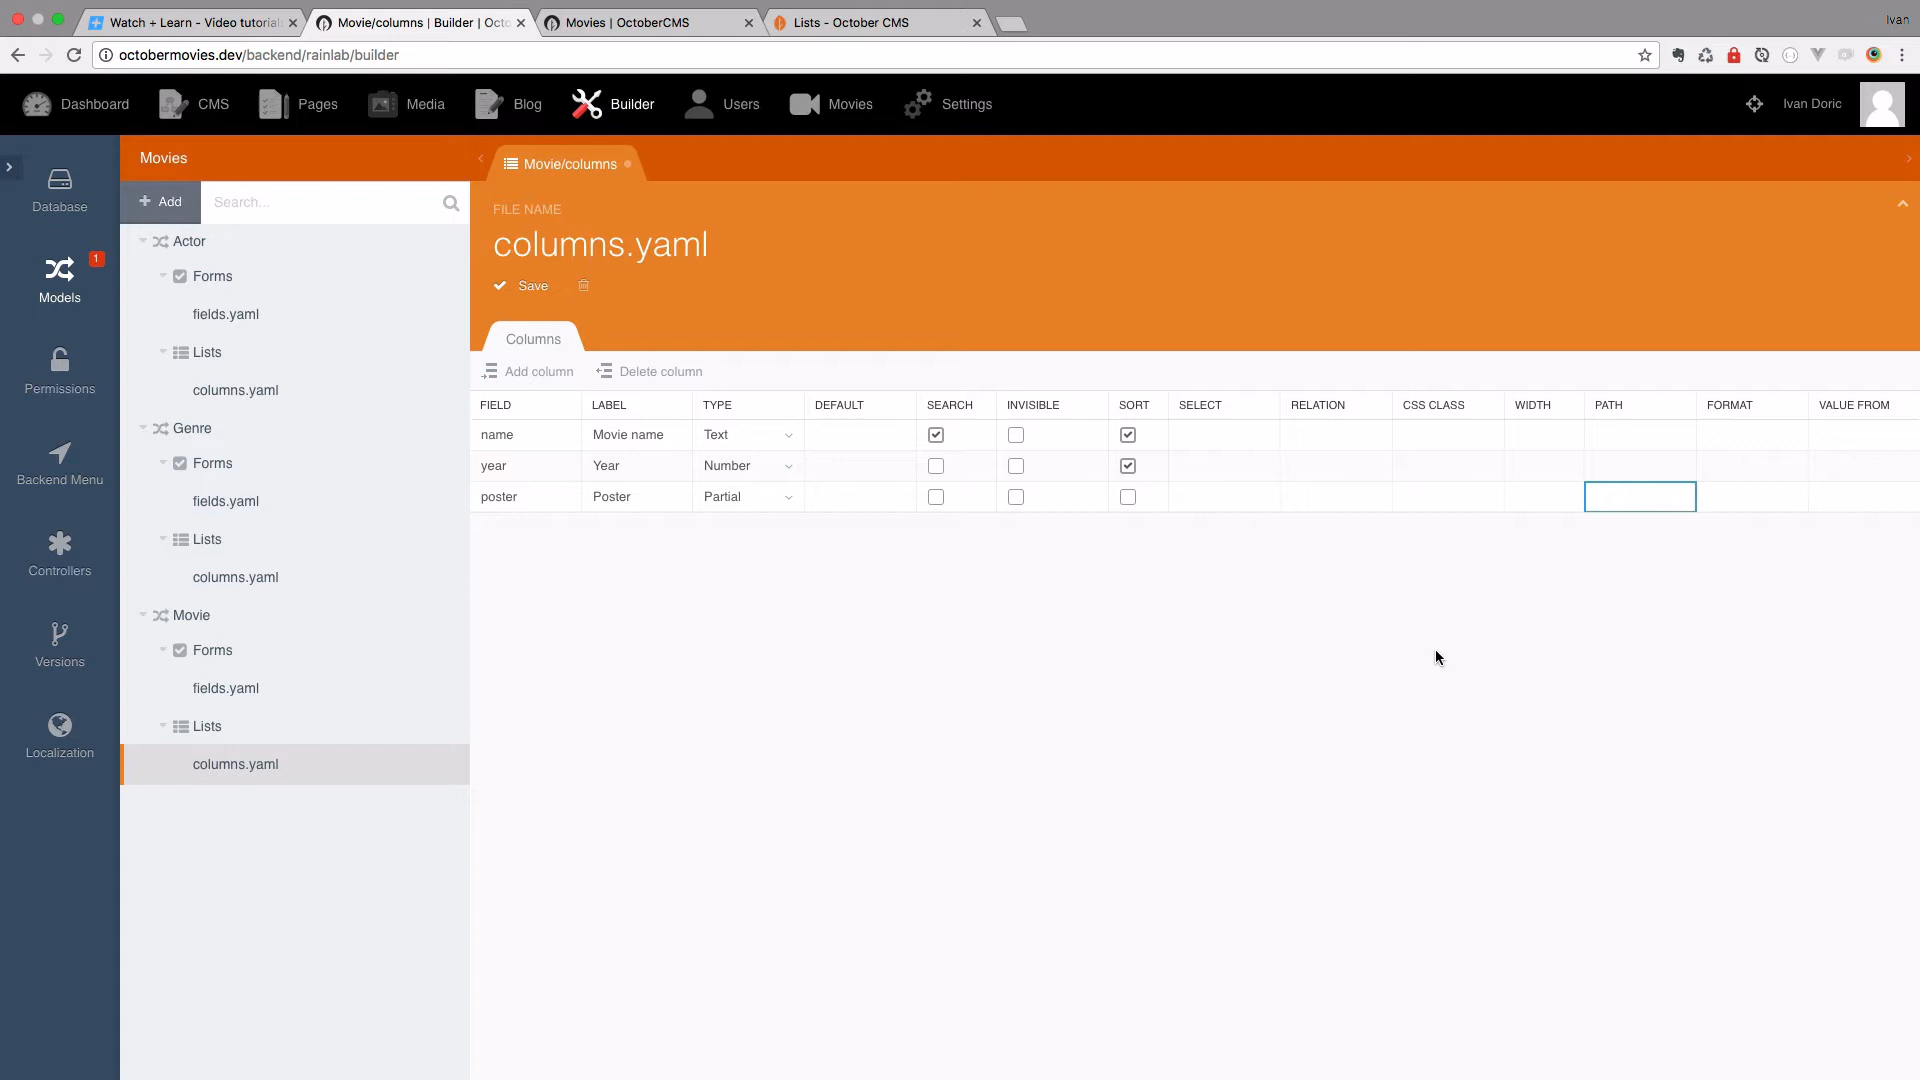 Watch + Learn - Video tutorial
Movie/columns | Builder | Octo
Movies | OctoberCMS
Lists - October CMS
Ivan
octobermovies.dev/backend/rainlab/builder
Dashboard
CMS
Pages
Media
Blog
Builder
Users
Movies
Settings
Ivan Doric
Database
1
Models
Permissions
Backend Menu
Controllers
Versions
Localization
Movies
+ Add
Search...
Actor
Forms
fields.yaml
Lists
columns.yaml
Genre
Forms
fields.yaml
Lists
columns.yaml
Movie
Forms
fields.yaml
Lists
columns.yaml
Movie/columns
FILE NAME
columns.yaml
Save
Columns
Add column Delete column
FIELD LABEL TYPE DEFAULT SEARCH INVISIBLE SORT SELECT RELATION CSS CLASS WIDTH PATH FORMAT VALUE FROM
name Movie name Text
year Year Number
poster Poster Partial